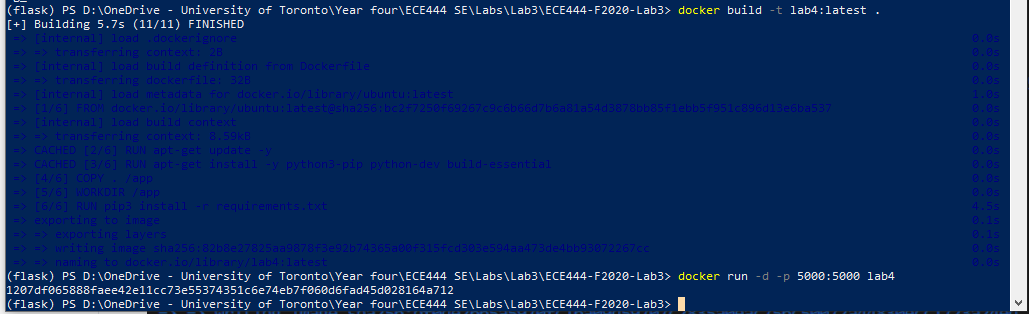 (flask) PS D:\OneDrive - University of Toronto\Year four\ECE444 SE\Labs\Lab3\ECE444-F2020-Lab3> docker build -t lab4:latest .
[+] Building 5.7s (11/11) FINISHED
=> [internal] load .dockerignore 0.0s
=> => transferring context: 2B 0.0s
=> [internal] load build definition from Dockerfile 0.0s
=> => transferring dockerfile: 32B 0.0s
=> [internal] load metadata for docker.io/library/ubuntu:latest 1.0s
=> [1/6] FROM docker.io/library/ubuntu:latest@sha256:bc2f7250f69267c9c6b66d7b6a81a54d3878bb85f1ebb5f951c896d13e6ba537 0.0s
=> [internal] load build context 0.0s
=> => transferring context: 8.59kB 0.0s
=> CACHED [2/6] RUN apt-get update -y 0.0s
=> CACHED [3/6] RUN apt-get install -y python3-pip python-dev build-essential 0.0s
=> [4/6] COPY . /app 0.0s
=> [5/6] WORKDIR /app 0.0s
=> [6/6] RUN pip3 install -r requirements.txt 4.5s
=> exporting to image 0.1s
=> => exporting layers 0.1s
=> => writing image sha256:82b8e27825aa9878f3e92b74365a00f315fcd303e594aa473de4bb93072267cc 0.0s
=> => naming to docker.io/library/lab4:latest 0.0s
(flask) PS D:\OneDrive - University of Toronto\Year four\ECE444 SE\Labs\Lab3\ECE444-F2020-Lab3> docker run -d -p 5000:5000 lab4
1207df065888faee42e11cc73e55374351c6e74eb7f060d6fad45d028164a712
(flask) PS D:\OneDrive - University of Toronto\Year four\ECE444 SE\Labs\Lab3\ECE444-F2020-Lab3>